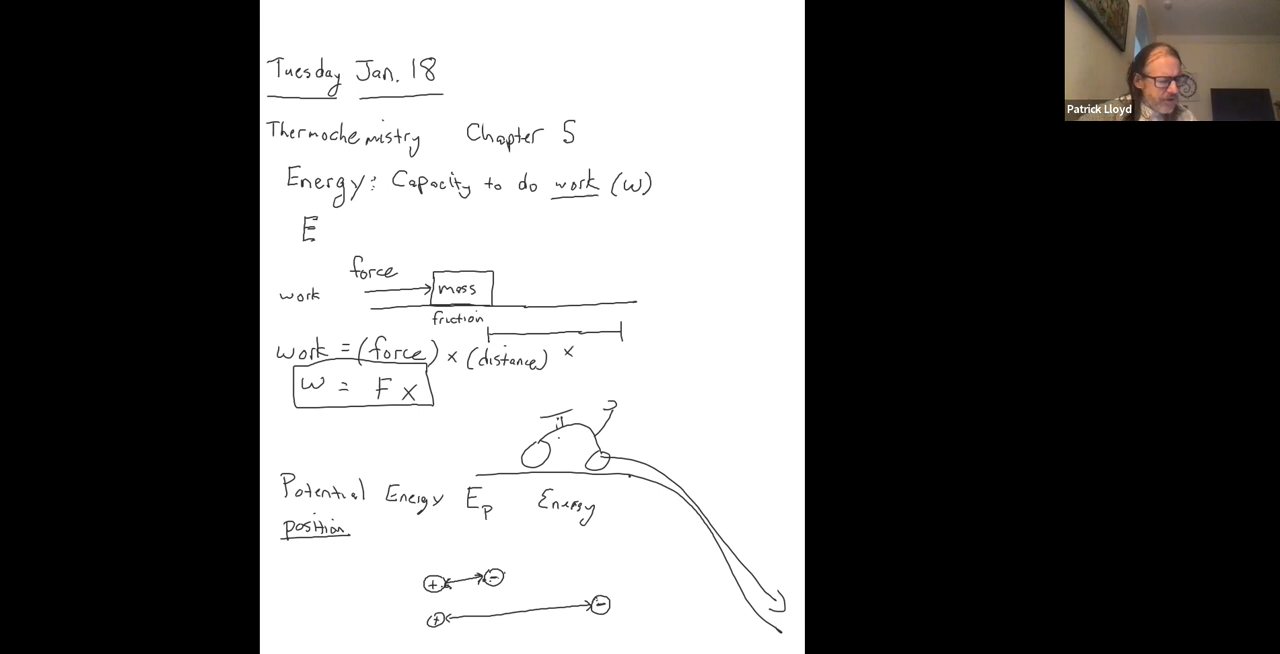 Tuesday Jan. 18
Patrick Lloyd
Thermochemistry Chapter 5
Energy: Capacity to do work (w)
E
force
work
mass
friction
work = (force) × (distance) x
w = F x
Potential Energy Ep Energy
position
+ -
+ -